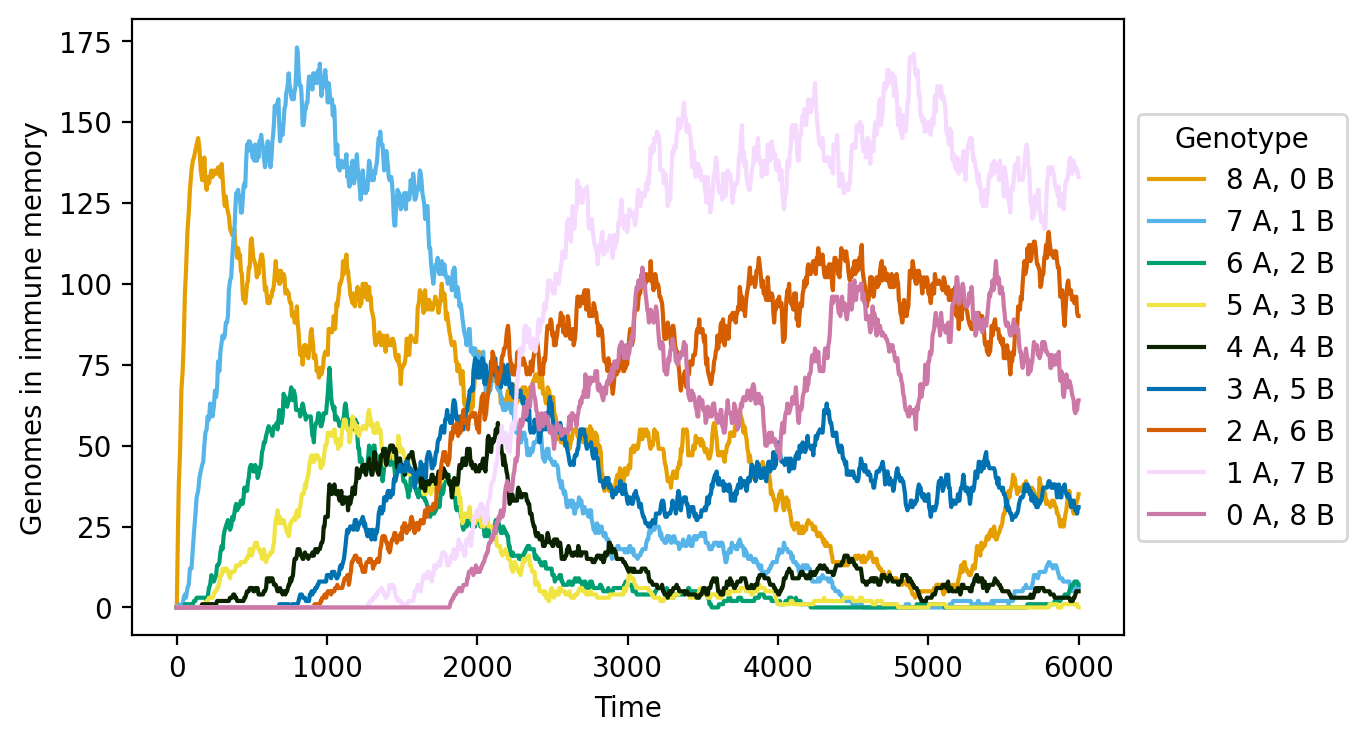 Genomes in immune memory
175
150
125
100
75
50
25
0
0 1000 2000 3000 4000 5000 6000
Time
Genotype
8 A, 0 B
7 A, 1 B
6 A, 2 B
5 A, 3 B
4 A, 4 B
3 A, 5 B
2 A, 6 B
1 A, 7 B
0 A, 8 B